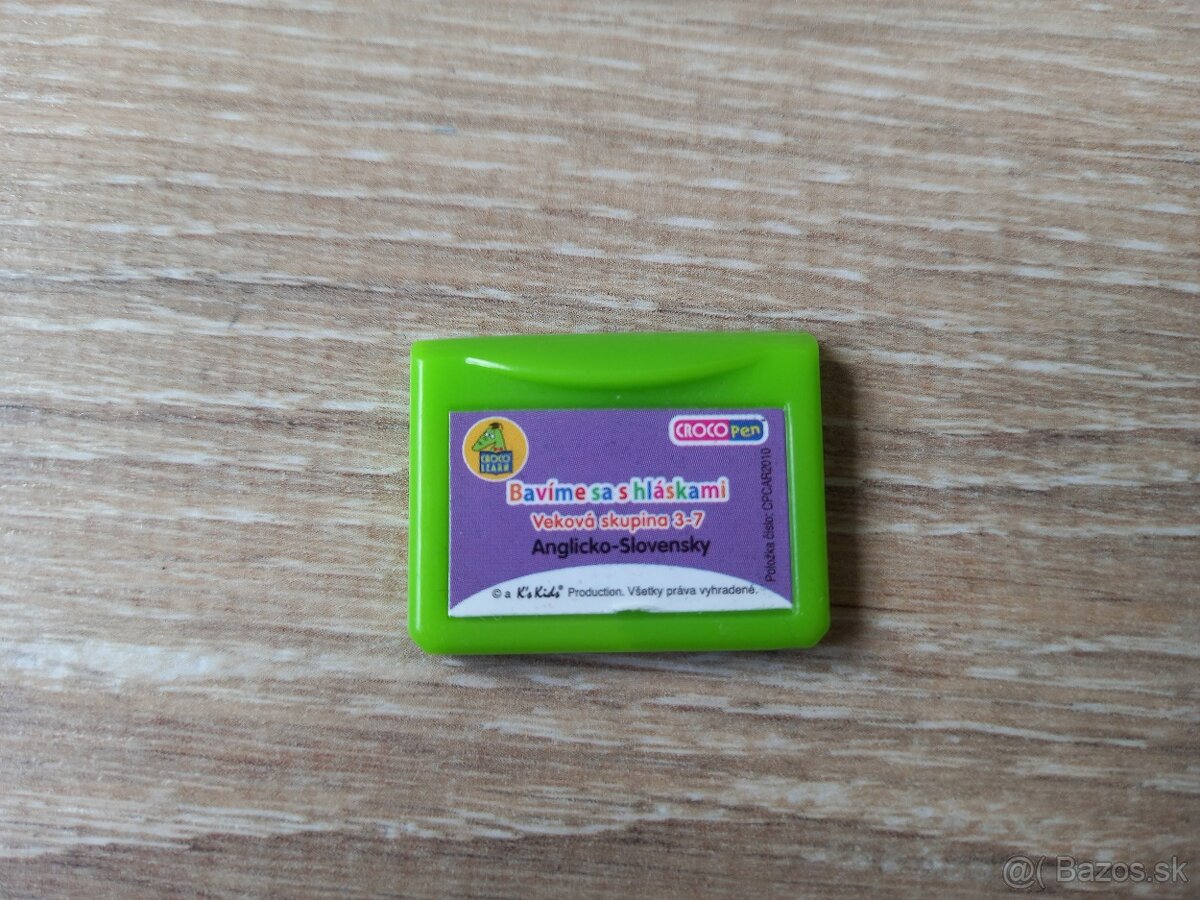 CROCO
LEARN
CROCO pen
Bavíme sa s hláskami
Veková skupina 3-7
Anglicko-Slovensky
© a K's Kids® Production. Všetky práva vyhradené.
Položka číslo: CPCAR2010
@( Bazos.sk